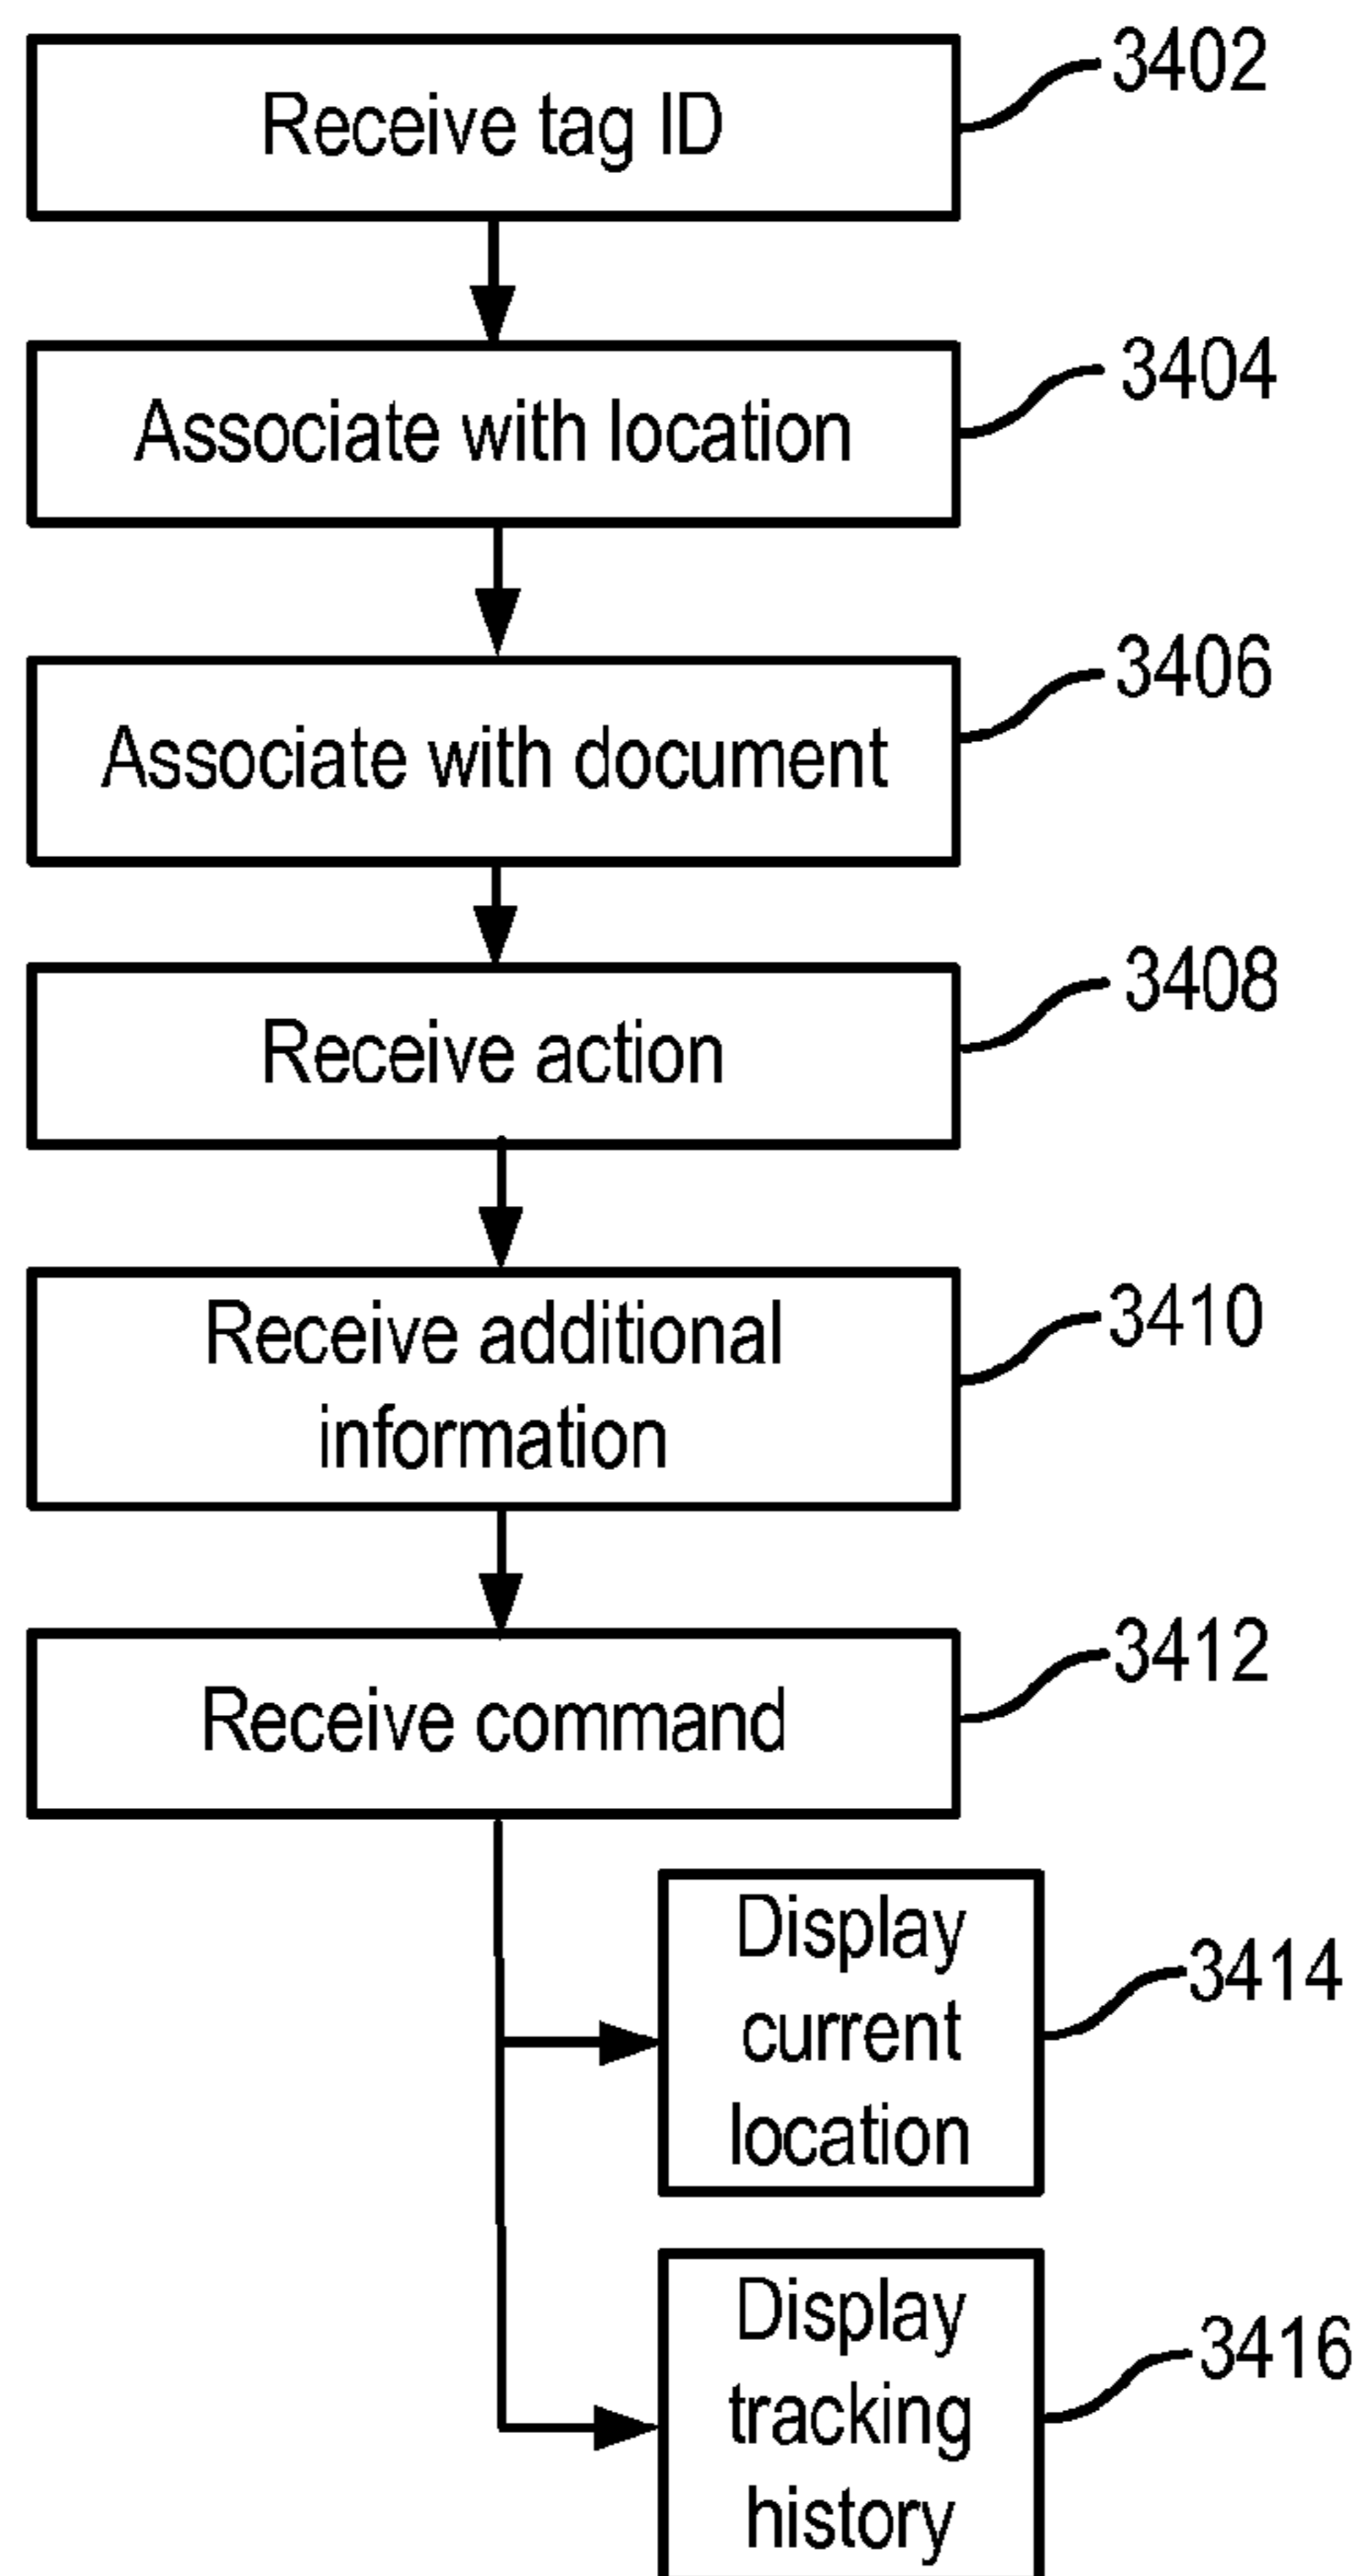 Receive tag ID
3402
Associate with location
3404
Associate with document
3406
Receive action
3408
Receive additional
information
3410
Receive command
3412
Display
current
location
3414
Display
tracking
history
3416